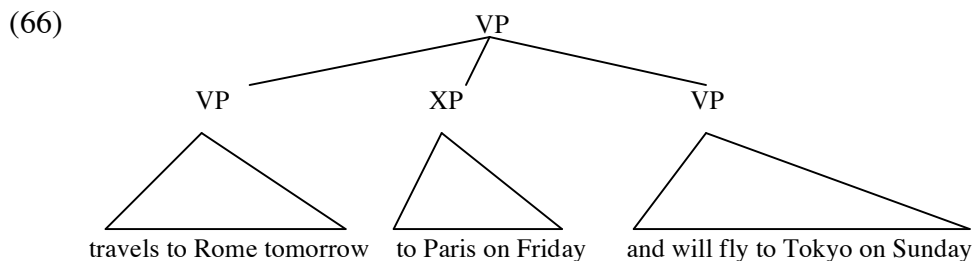 (66) VP
VP XP VP
travels to Rome tomorrow to Paris on Friday and will fly to Tokyo on Sunday